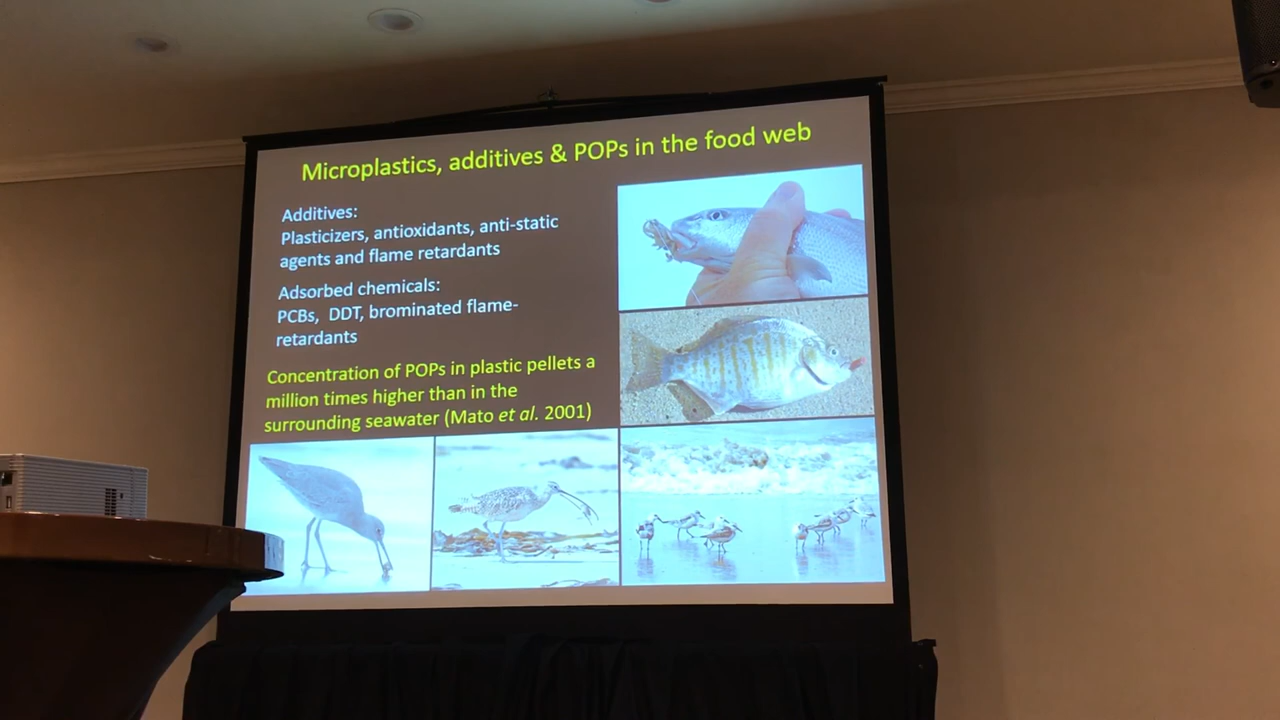 Microplastics, additives & POPs in the food web
Additives:
Plasticizers, antioxidants, anti-static
agents and flame retardants
Adsorbed chemicals:
PCBs, DDT, brominated flame-
retardants
Concentration of POPs in plastic pellets a
million times higher than in the
surrounding seawater (Mato et al. 2001)